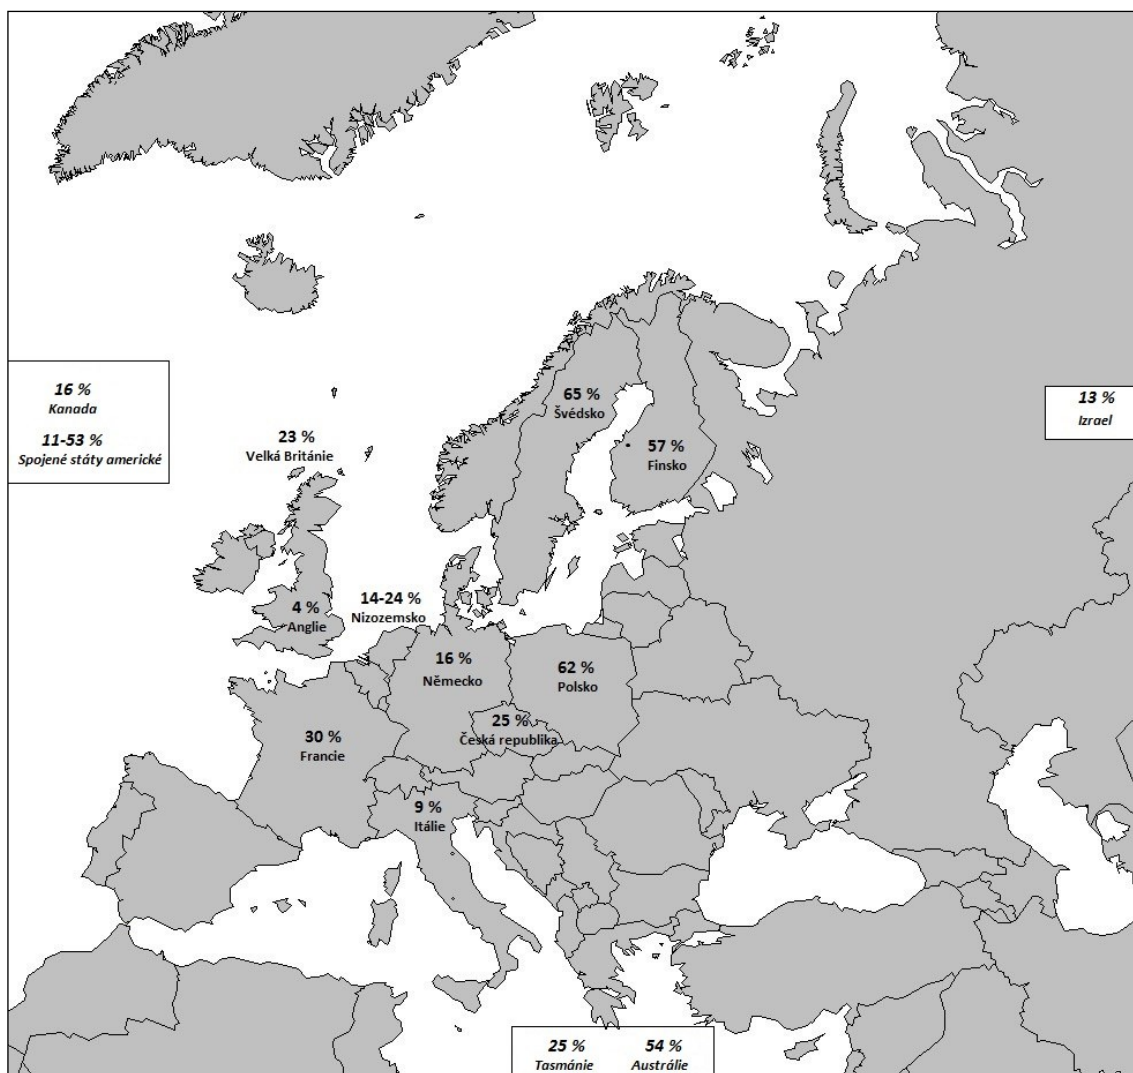 65 %
Švédsko
16 %
Kanada
11-53 %
Spojené státy americké
13 %
Izrael
23 %
Velká Británie
57 %
Finsko
14-24 %
Nizozemsko
4 %
Anglie
16 %
Německo
62 %
Polsko
25 %
Česká republika
30 %
Francie
9 %
Itálie
25 %
Tasmánie
54 %
Austrálie